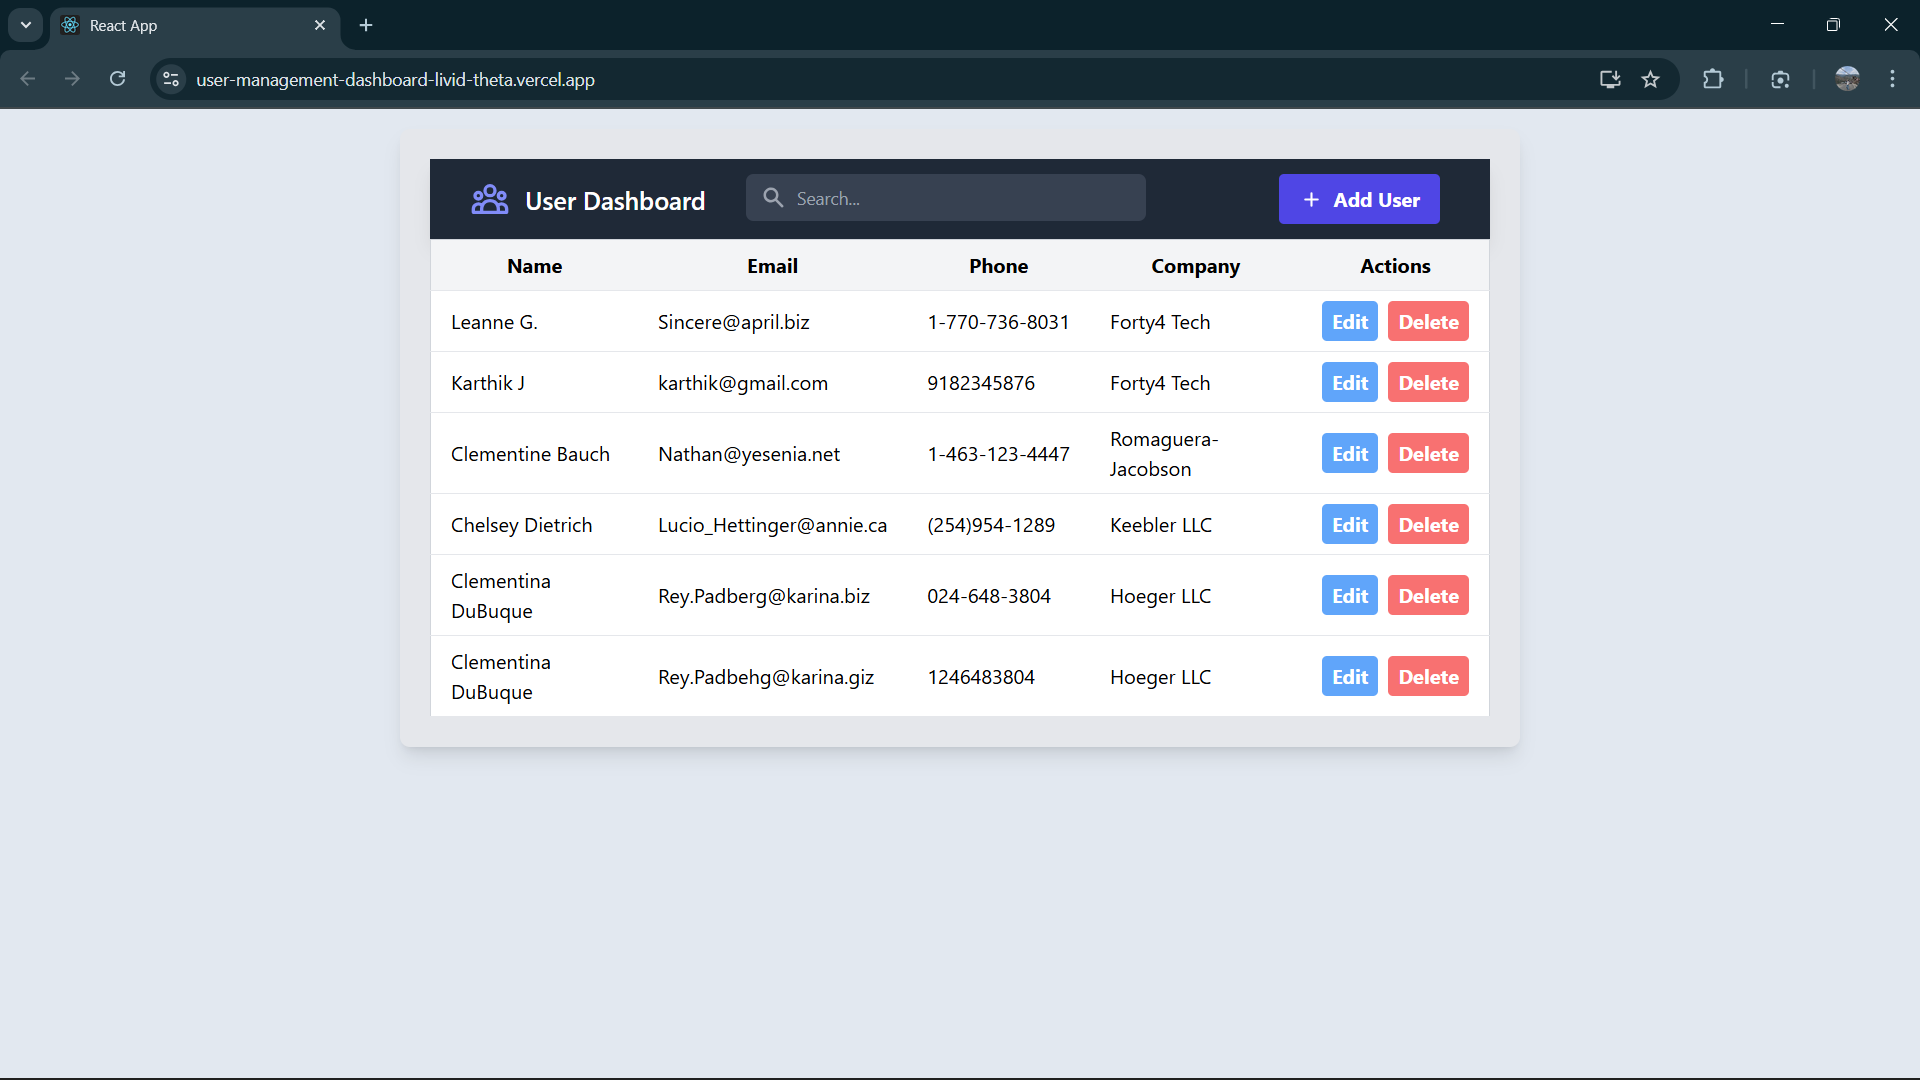 React App
user-management-dashboard-livid-theta.vercel.app
User Dashboard
Search...
+ Add User
Name Email Phone Company Actions
Leanne G. Sincere@april.biz 1-770-736-8031 Forty4 Tech Edit Delete
Karthik J karthik@gmail.com 9182345876 Forty4 Tech Edit Delete
Clementine Bauch Nathan@yesenia.net 1-463-123-4447 Romaguera-
Jacobson Edit Delete
Chelsey Dietrich Lucio_Hettinger@annie.ca (254)954-1289 Keebler LLC Edit Delete
Clementina
DuBuque Rey.Padberg@karina.biz 024-648-3804 Hoeger LLC Edit Delete
Clementina
DuBuque Rey.Padbehg@karina.giz 1246483804 Hoeger LLC Edit Delete